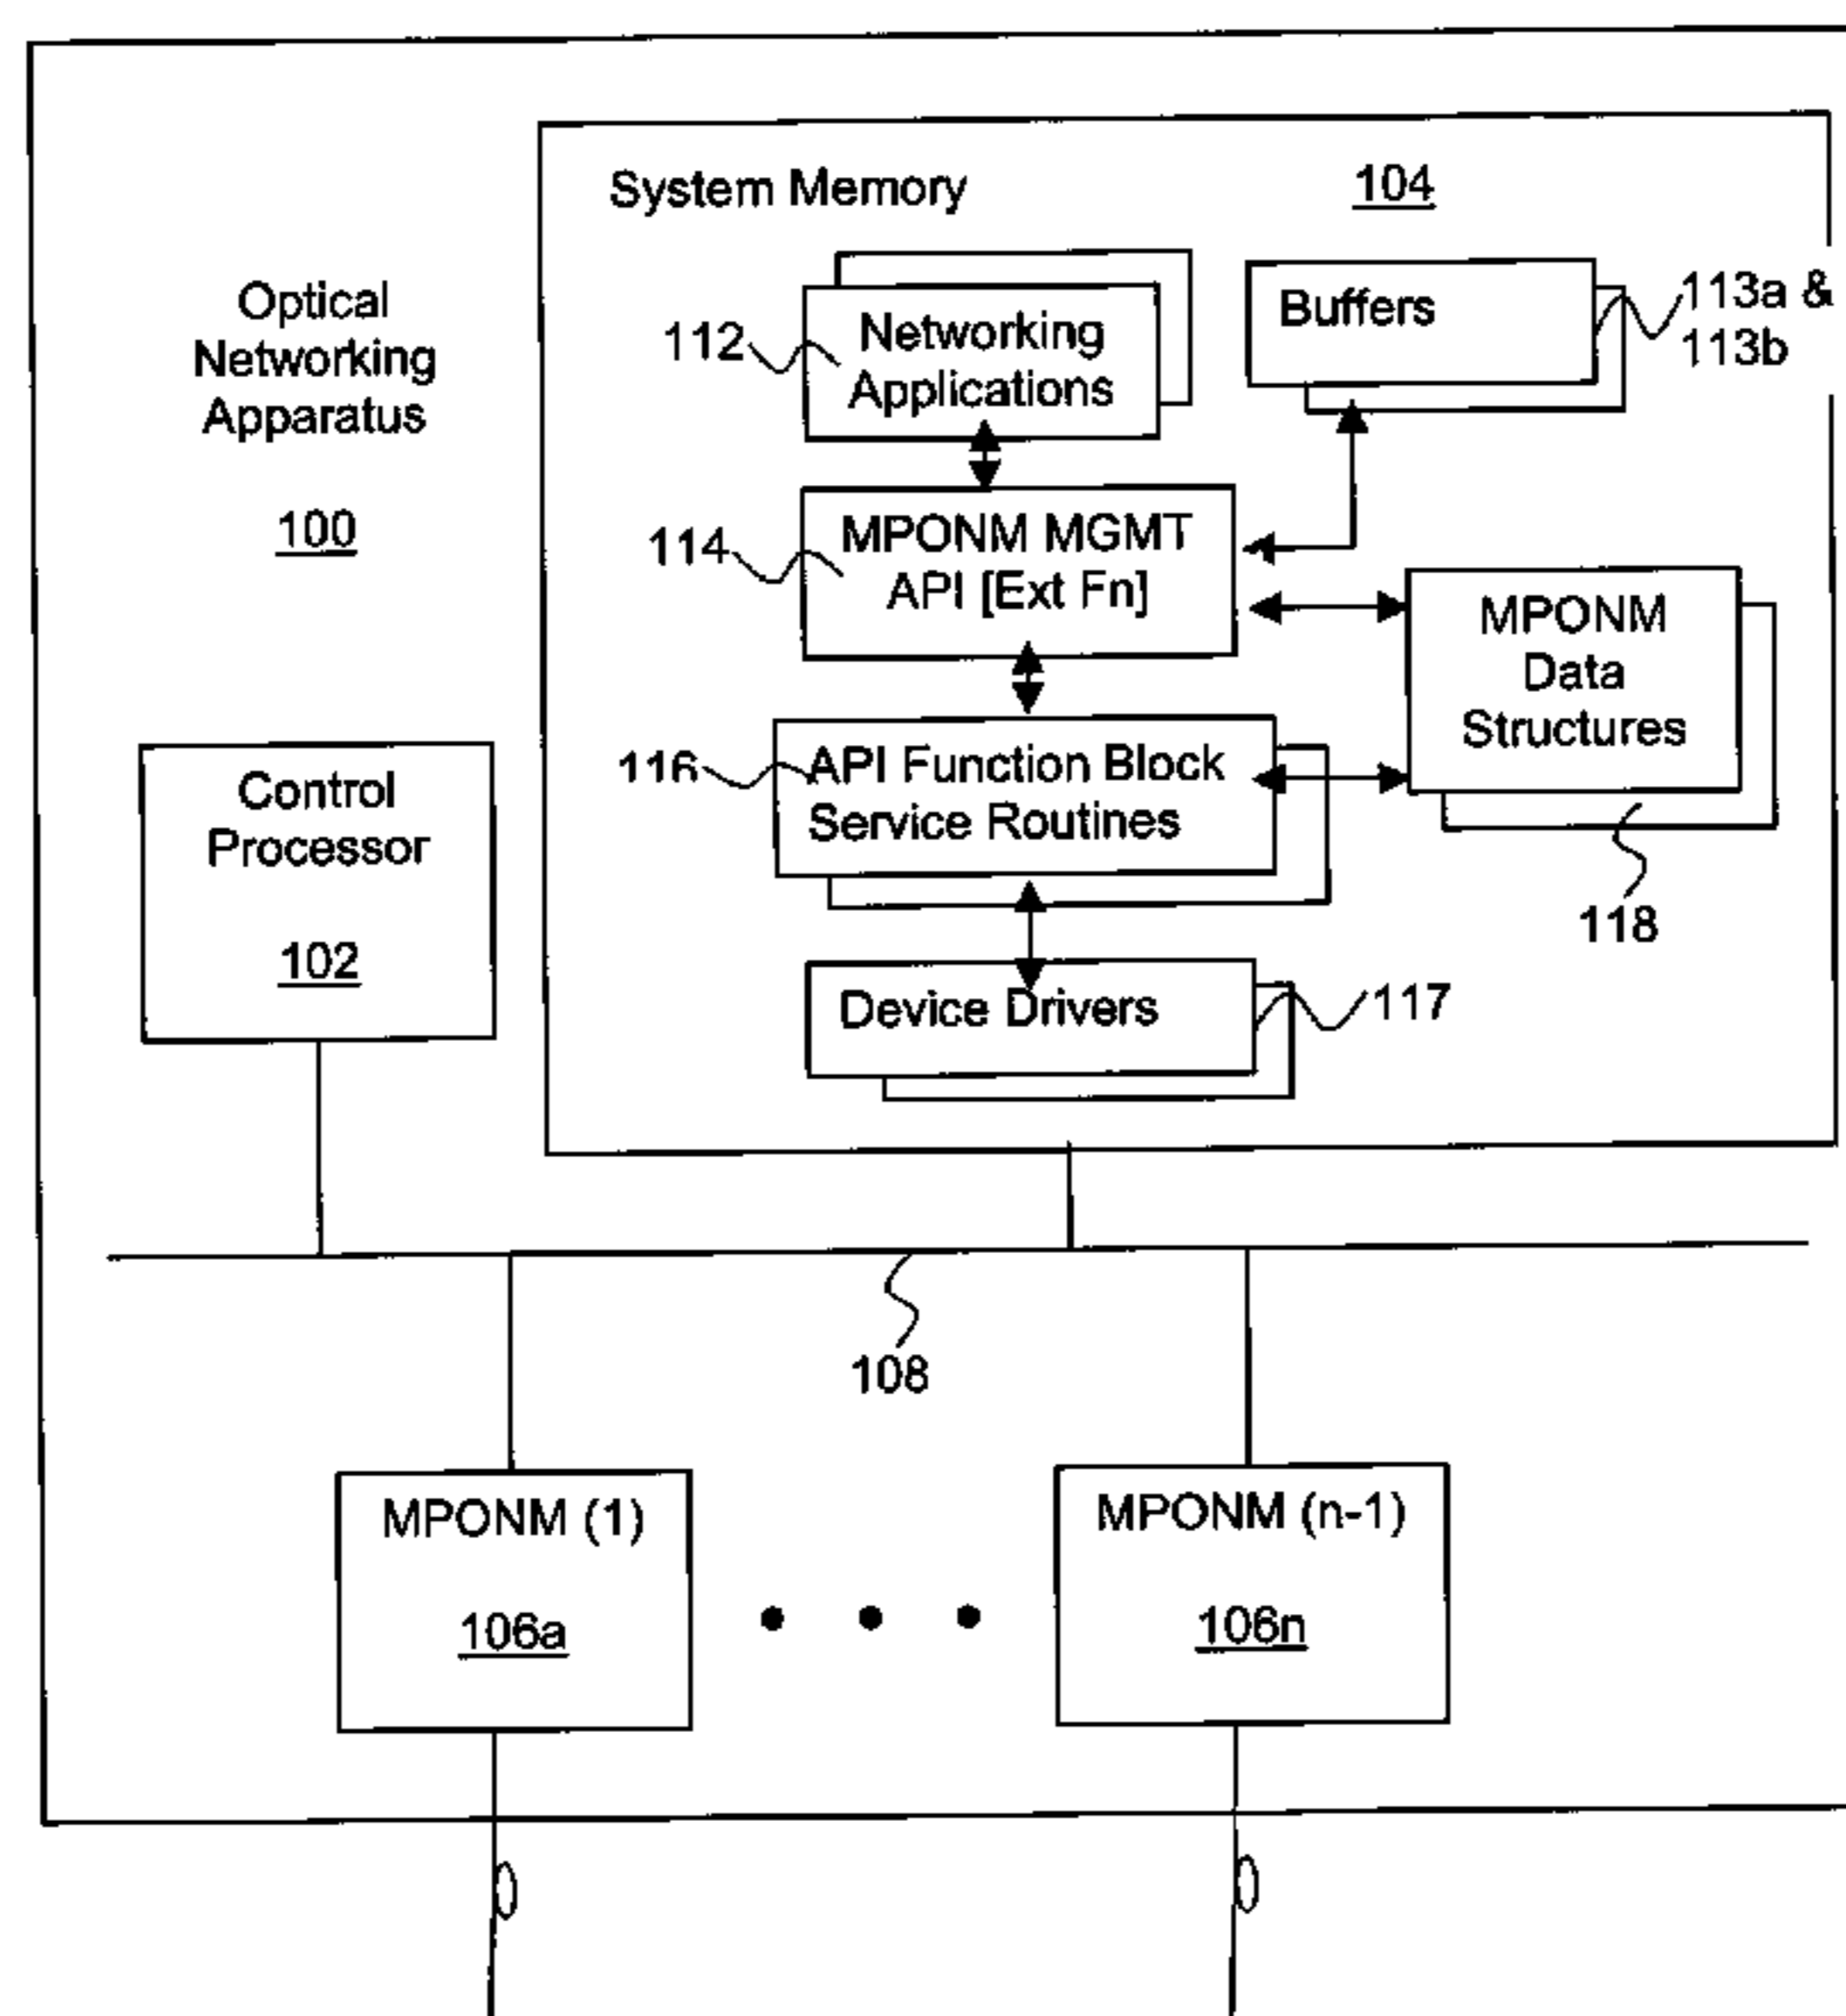 System Memory
104
Optical
Networking
Apparatus
100
112
Networking
Applications
Buffers
113a &
113b
114
MPONM MGMT
API [Ext Fn]
MPONM
Data
Structures
118
116
API Function Block
Service Routines
Control
Processor
102
Device Drivers
117
108
MPONM (1)
106a
MPONM (n-1)
106n